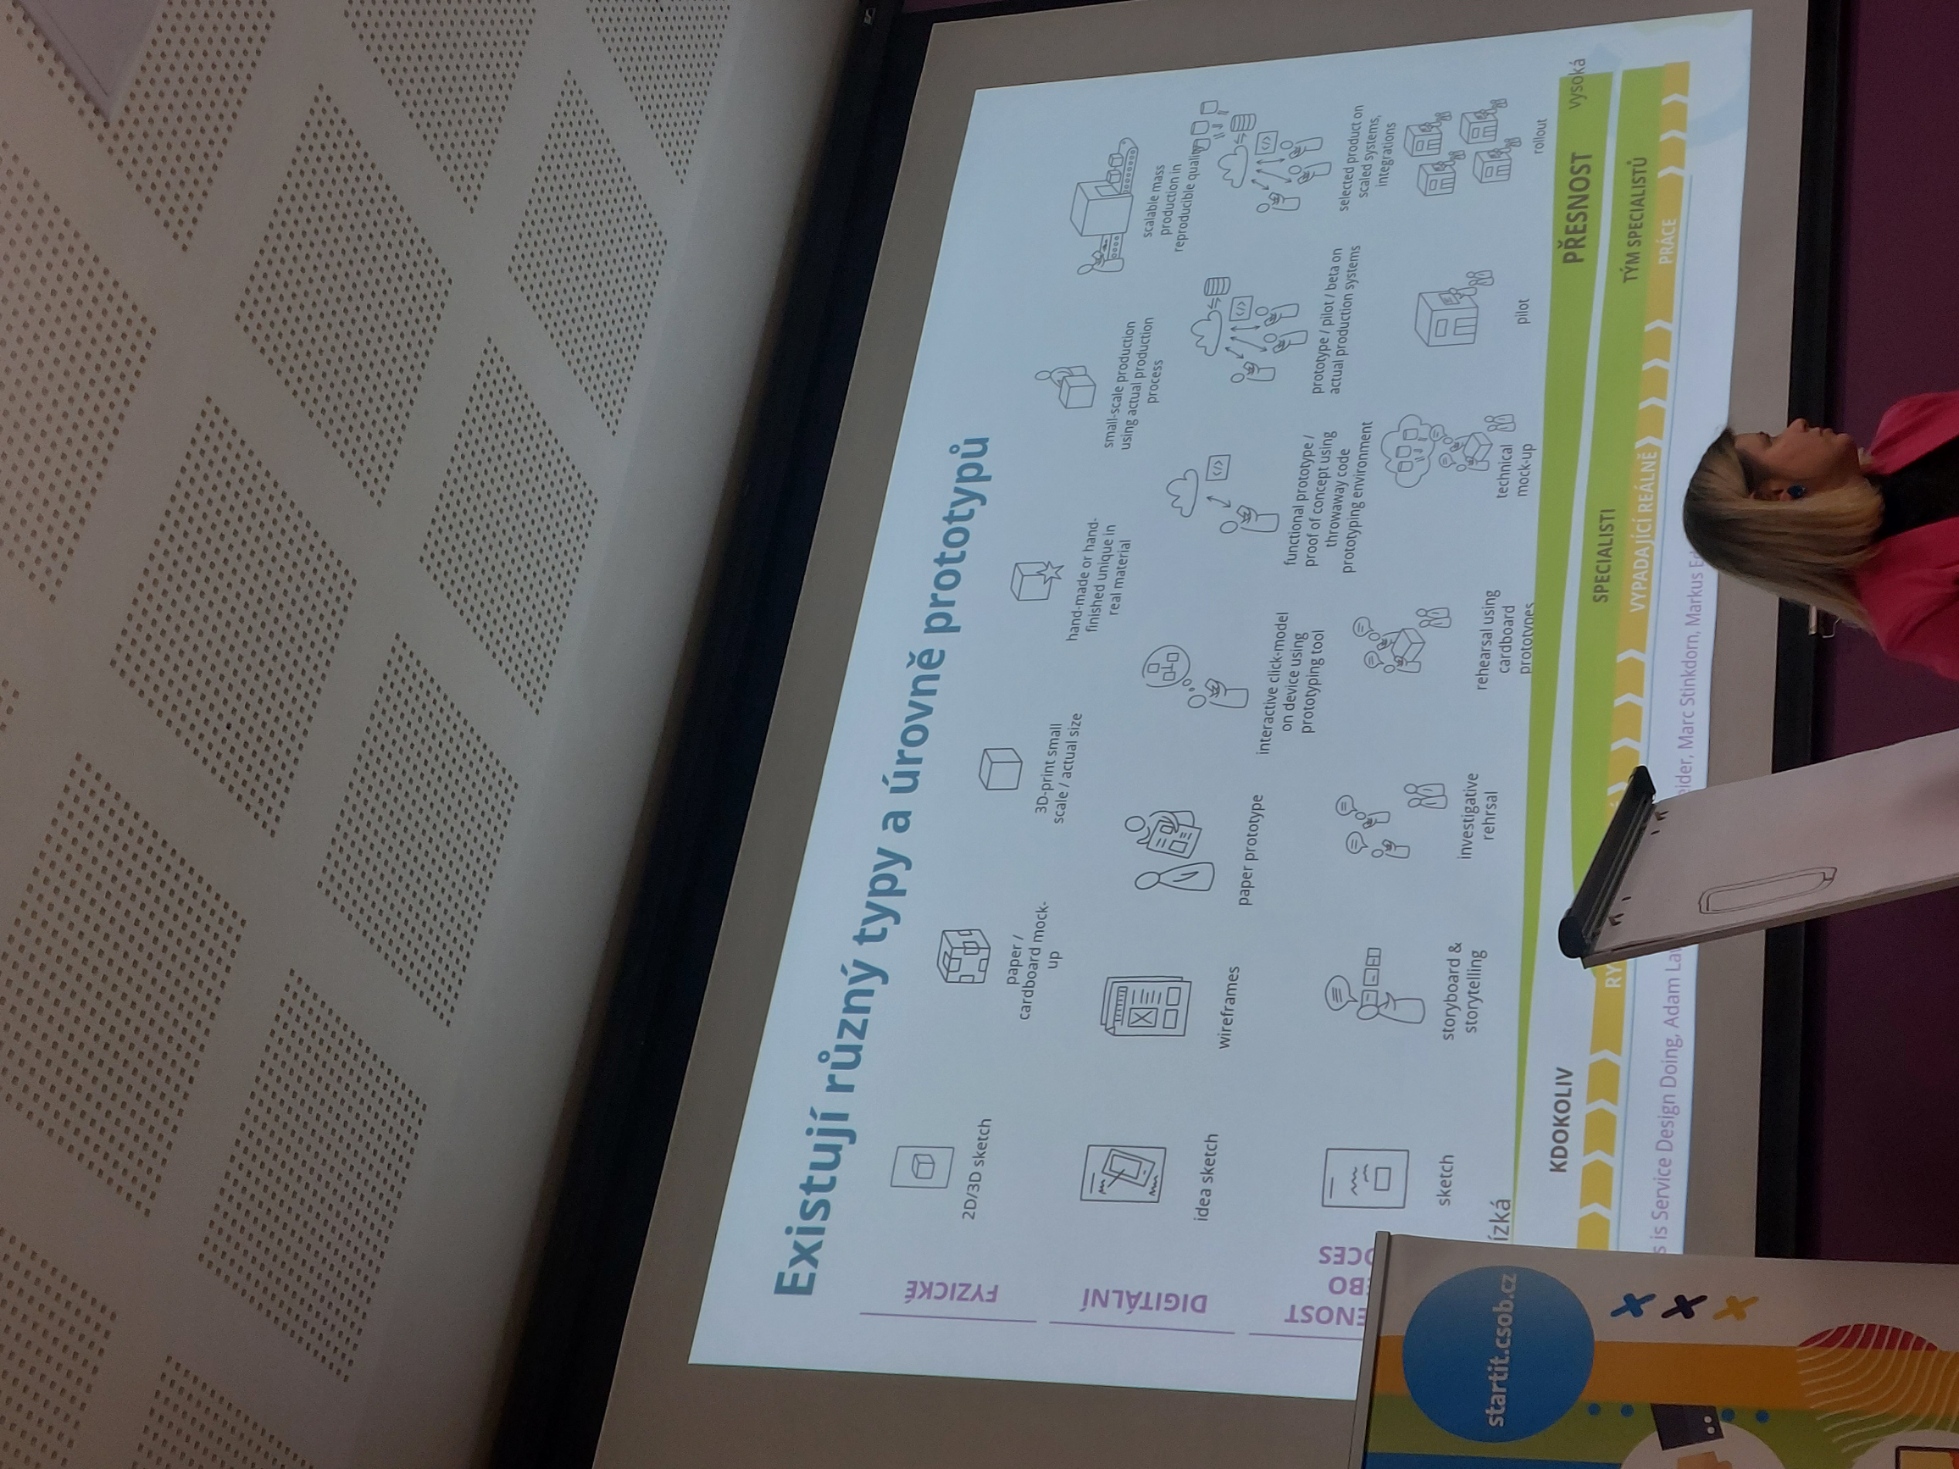 Existují různý typy a úrovně prototypů
FYZICKÉ
2D/3D sketch
paper /
cardboard mock-
up
3D-print small
scale / actual size
hand-made or hand-
finished unique in
real material
small-scale production
using actual production
process
scalable mass
production in
reproducible quality
DIGITÁLNÍ
idea sketch
wireframes
paper prototype
interactive click-model
on device using
prototyping tool
functional prototype /
proof of concept using
throwaway code
prototyping environment
prototype / pilot / beta on
actual production systems
selected product on
scaled systems,
integrations
ENOST
BO
OCES
sketch
storyboard &
storytelling
investigative
rehrsal
rehearsal using
cardboard
prototypes
technical
mock-up
pilot
rollout
ízká
PŘESNOST
vysoká
KDOKOLIV
SPECIALISTI
TÝM SPECIALISTŮ
RY
VYPADAJÍCÍ REÁLNĚ
PRÁCE
s is Service Design Doing, Adam La
eider, Marc Stinkdorn, Markus Ed
startit.csob.cz